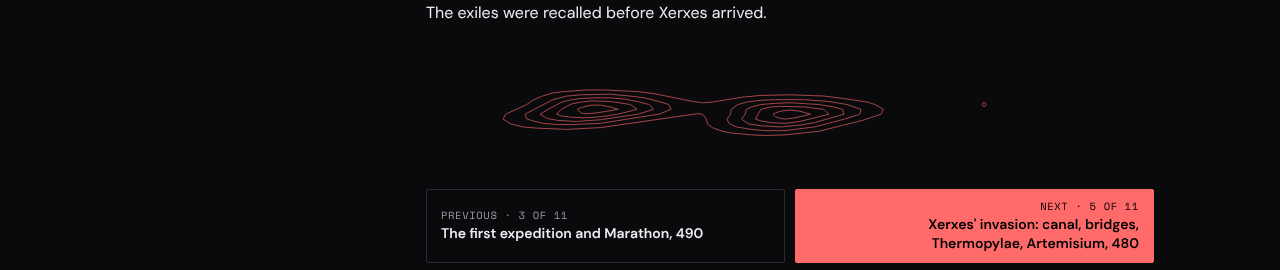 The exiles were recalled before Xerxes arrived.
PREVIOUS · 3 OF 11
The first expedition and Marathon, 490
NEXT · 5 OF 11
Xerxes' invasion: canal, bridges,
Thermopylae, Artemisium, 480